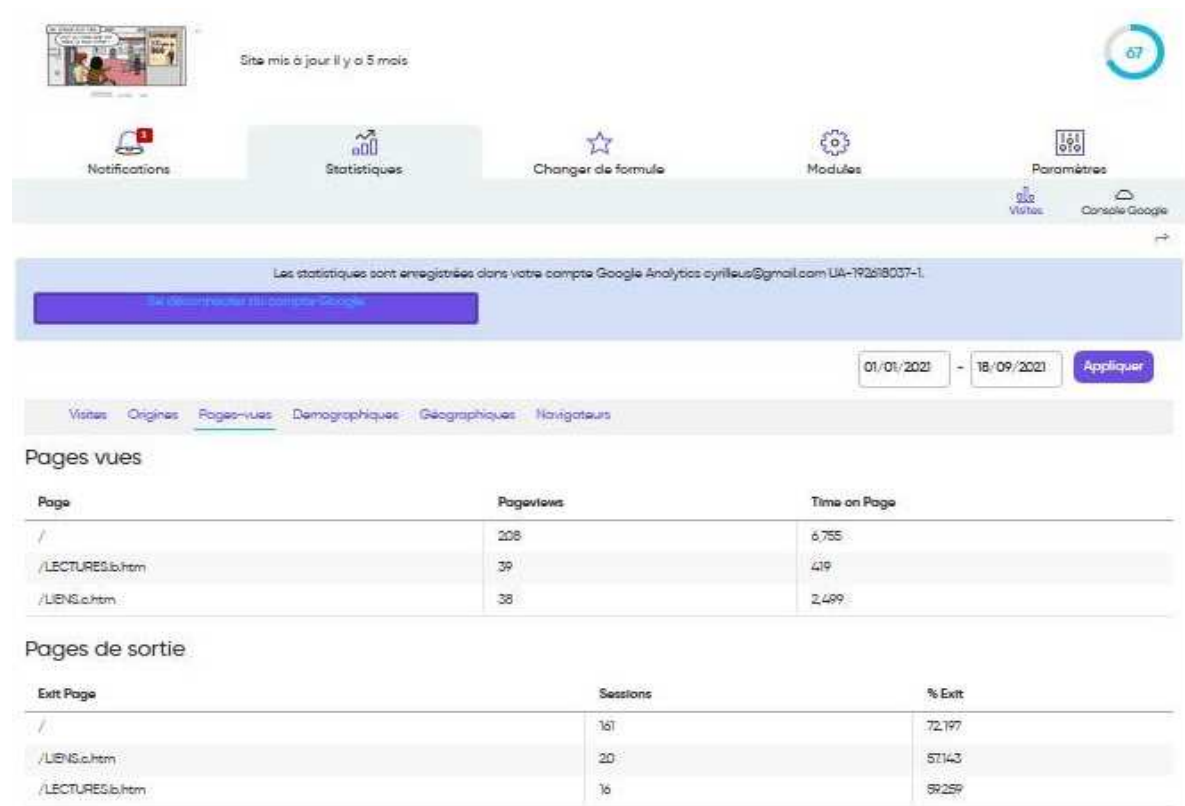 Site mis à jour il y a 5 mois
67
1
Notifications Statistiques Changer de formule Modules Paramètres
Visites Console Google
Les statistiques sont enregistrées dans votre compte Google Analytics cyrilleus@gmail.com UA-192618037-1.
Se déconnecter du compte Google
01/01/2021 - 18/09/2021 Appliquer
Visites Origines Pages-vues Demographiques Géographiques Navigateurs
Pages vues
Page Pageviews Time on Page
/ 208 6,755
/LECTURES.b.htm 39 419
/LIENS.c.htm 38 2,499
Pages de sortie
Exit Page Sessions % Exit
/ 161 72.197
/LIENS.c.htm 20 57.143
/LECTURES.b.htm 16 59.259